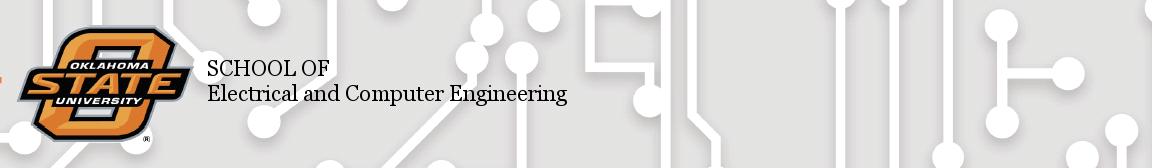 OKLAHOMA
STATE
UNIVERSITY
®
SCHOOL OF
Electrical and Computer Engineering